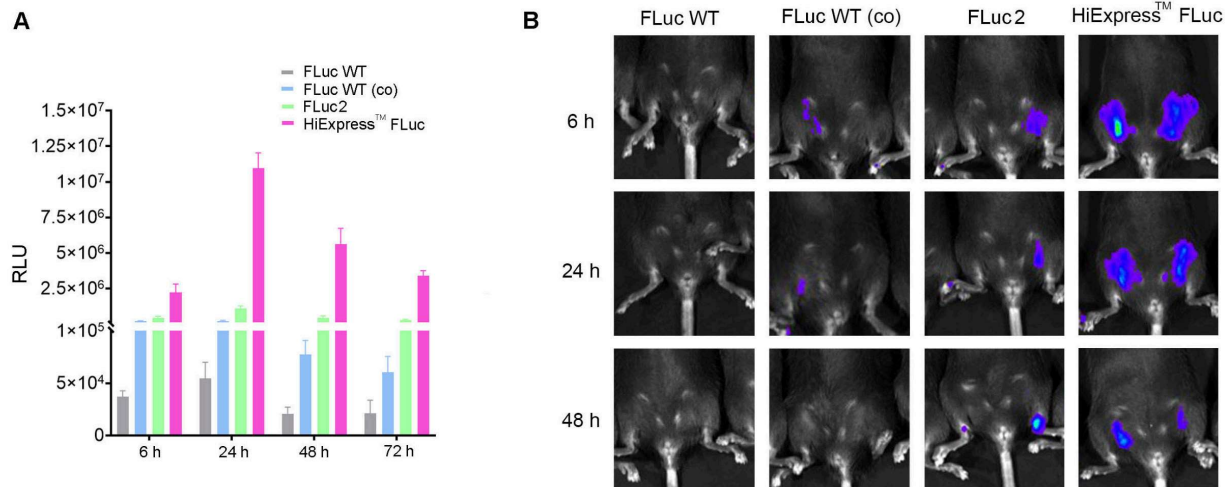 A
FLuc WT
FLuc WT (co)
FLuc2
HiExpress™ FLuc
1.5×10⁷
1.25×10⁷
1×10⁷
7.5×10⁶
5×10⁶
2.5×10⁶
1×10⁵
5×10⁴
0
RLU
6 h 24 h 48 h 72 h
B
FLuc WT FLuc WT (co) FLuc2 HiExpress™ FLuc
6 h
24 h
48 h